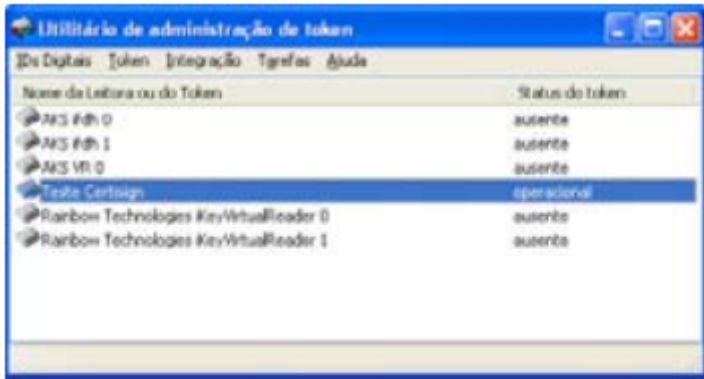 Utilitário de administração de token
IDs Digitais Token Integração Tarefas Ajuda
Nome da Leitora ou do Token Status do token
AKS ifdh 0 ausente
AKS ifdh 1 ausente
AKS VR 0 ausente
Teste Certisign operacional
Rainbow Technologies iKeyVirtualReader 0 ausente
Rainbow Technologies iKeyVirtualReader 1 ausente